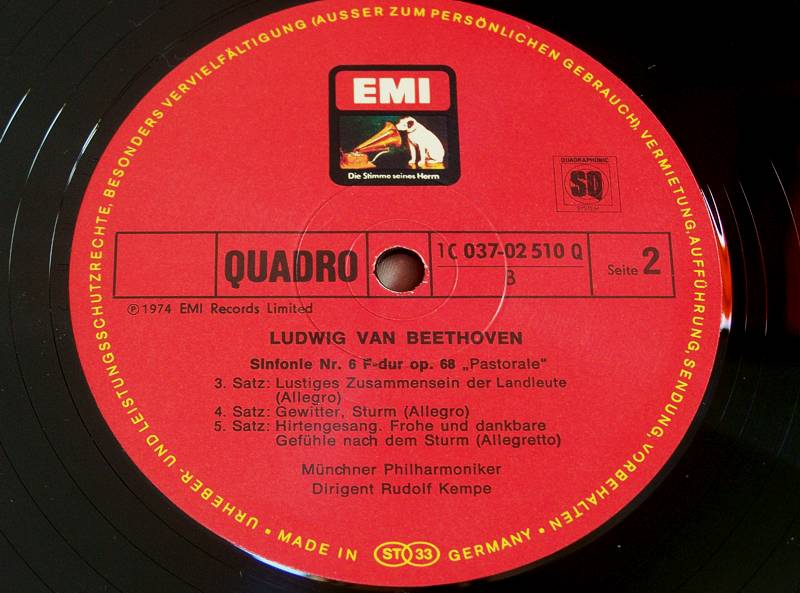 URHEBER- UND LEISTUNGSSCHUTZRECHTE, BESONDERS VERVIELFÄLTIGUNG (AUSSER ZUM PERSÖNLICHEN GEBRAUCH), VERMIETUNG, AUFFÜHRUNG, SENDUNG, VORBEHALTEN
EMI
Die Stimme seines Herrn
QUADRAPHONIC
SQ
SYSTEM
QUADRO
1C 037-02 510 Q
B
Seite 2
℗ 1974 EMI Records Limited
LUDWIG VAN BEETHOVEN
Sinfonie Nr. 6 F-dur op. 68 „Pastorale“
3. Satz: Lustiges Zusammensein der Landleute
(Allegro)
4. Satz: Gewitter, Sturm (Allegro)
5. Satz: Hirtengesang. Frohe und dankbare
Gefühle nach dem Sturm (Allegretto)
Münchner Philharmoniker
Dirigent Rudolf Kempe
• MADE IN ST 33 GERMANY •